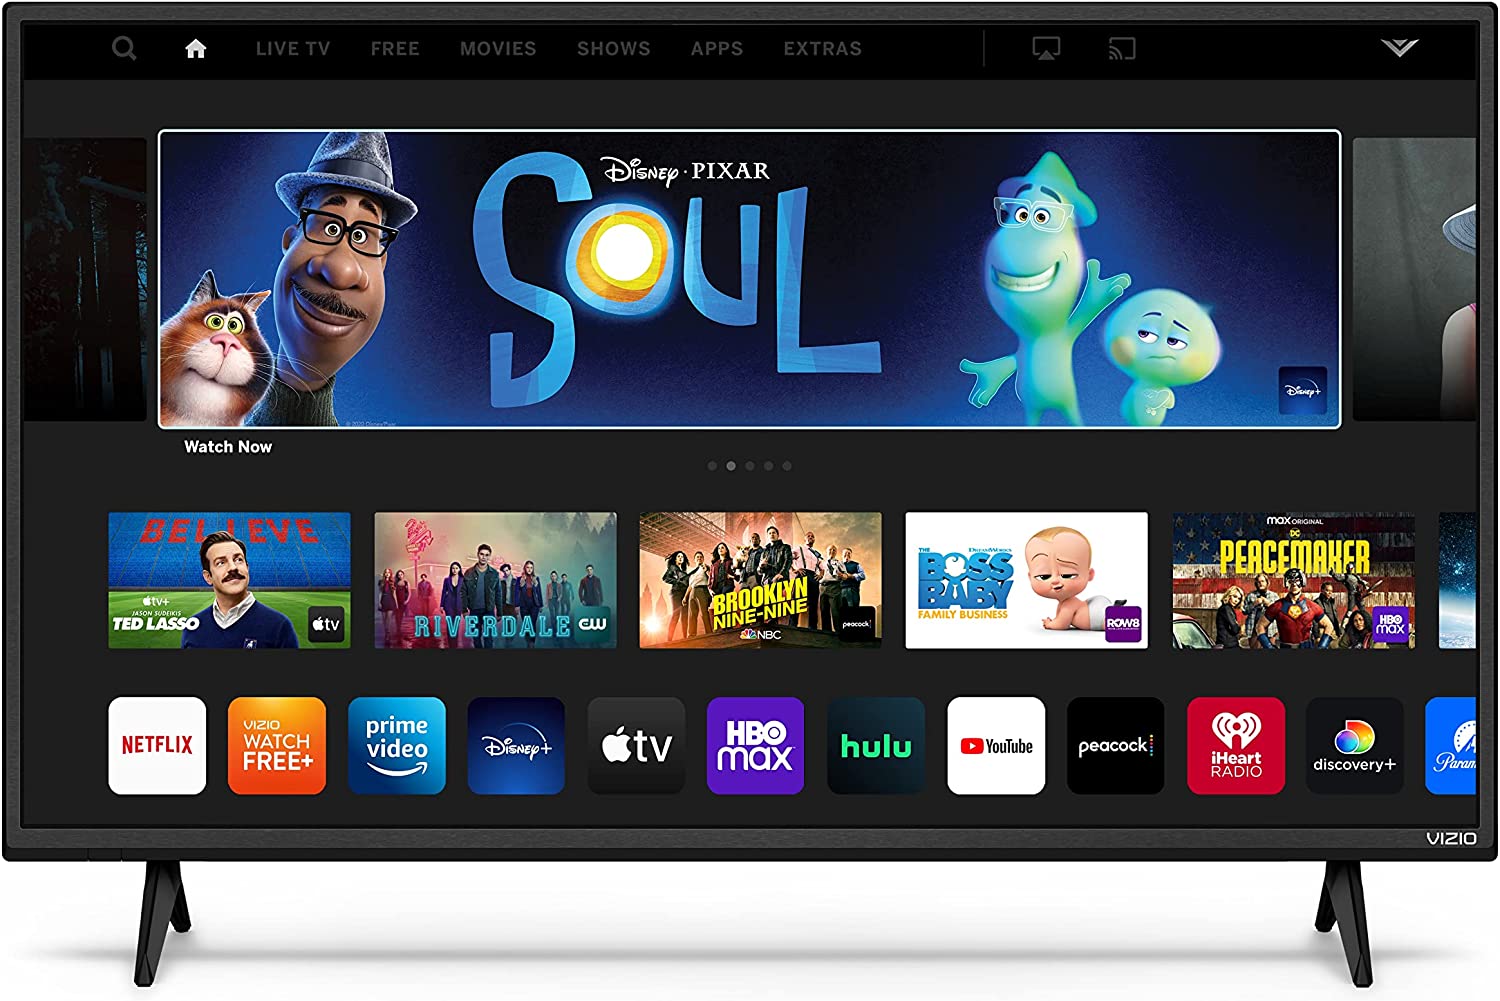 LIVE TV FREE MOVIES SHOWS APPS EXTRAS
Disney · PIXAR
SOUL
Disney+
Watch Now
BELIEVE
tv+
JASON SUDEIKIS
TED LASSO
tv
RIVERDALE
CW
BROOKLYN
NINE-NINE
NBC
peacock
THE
DreamWorks
BOSS
BABY
FAMILY BUSINESS
ROW8
max ORIGINAL
DC
PEACEMAKER
HBO
max
NETFLIX
VIZIO
WATCH
FREE+
prime
video
Disney+
tv
HBO
max
hulu
YouTube
peacock
iHeart
RADIO
discovery+
Param
VIZIO